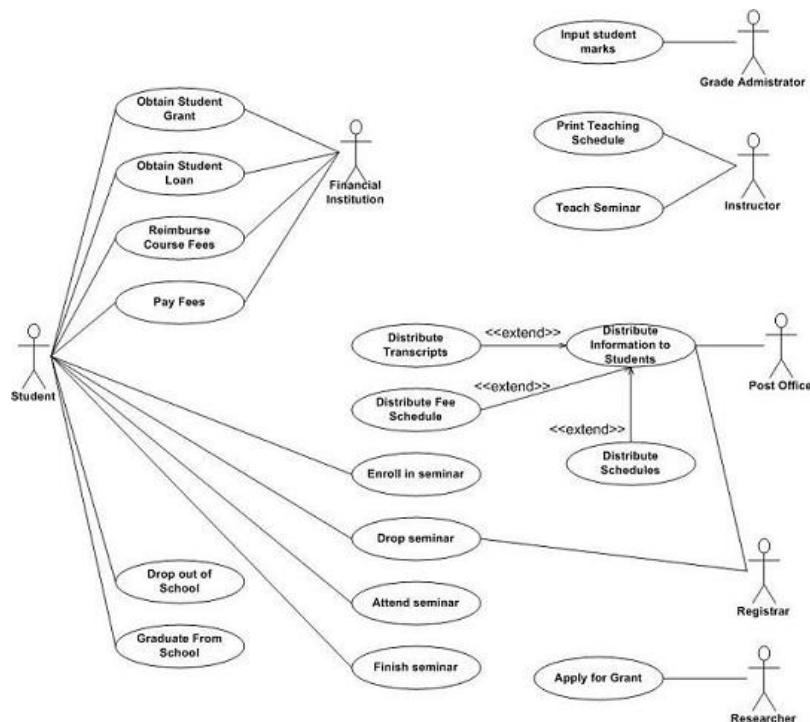 Input student
marks
Grade Admistrator
Obtain Student
Grant
Print Teaching
Schedule
Obtain Student
Loan
Financial
Institution
Teach Seminar
Instructor
Reimburse
Course Fees
Pay Fees
Distribute
Transcripts
<<extend>>
Distribute
Information to
Students
Post Office
Student
<<extend>>
Distribute Fee
Schedule
<<extend>>
Distribute
Schedules
Enroll in seminar
Drop seminar
Drop out of
School
Attend seminar
Registrar
Graduate From
School
Finish seminar
Apply for Grant
Researcher